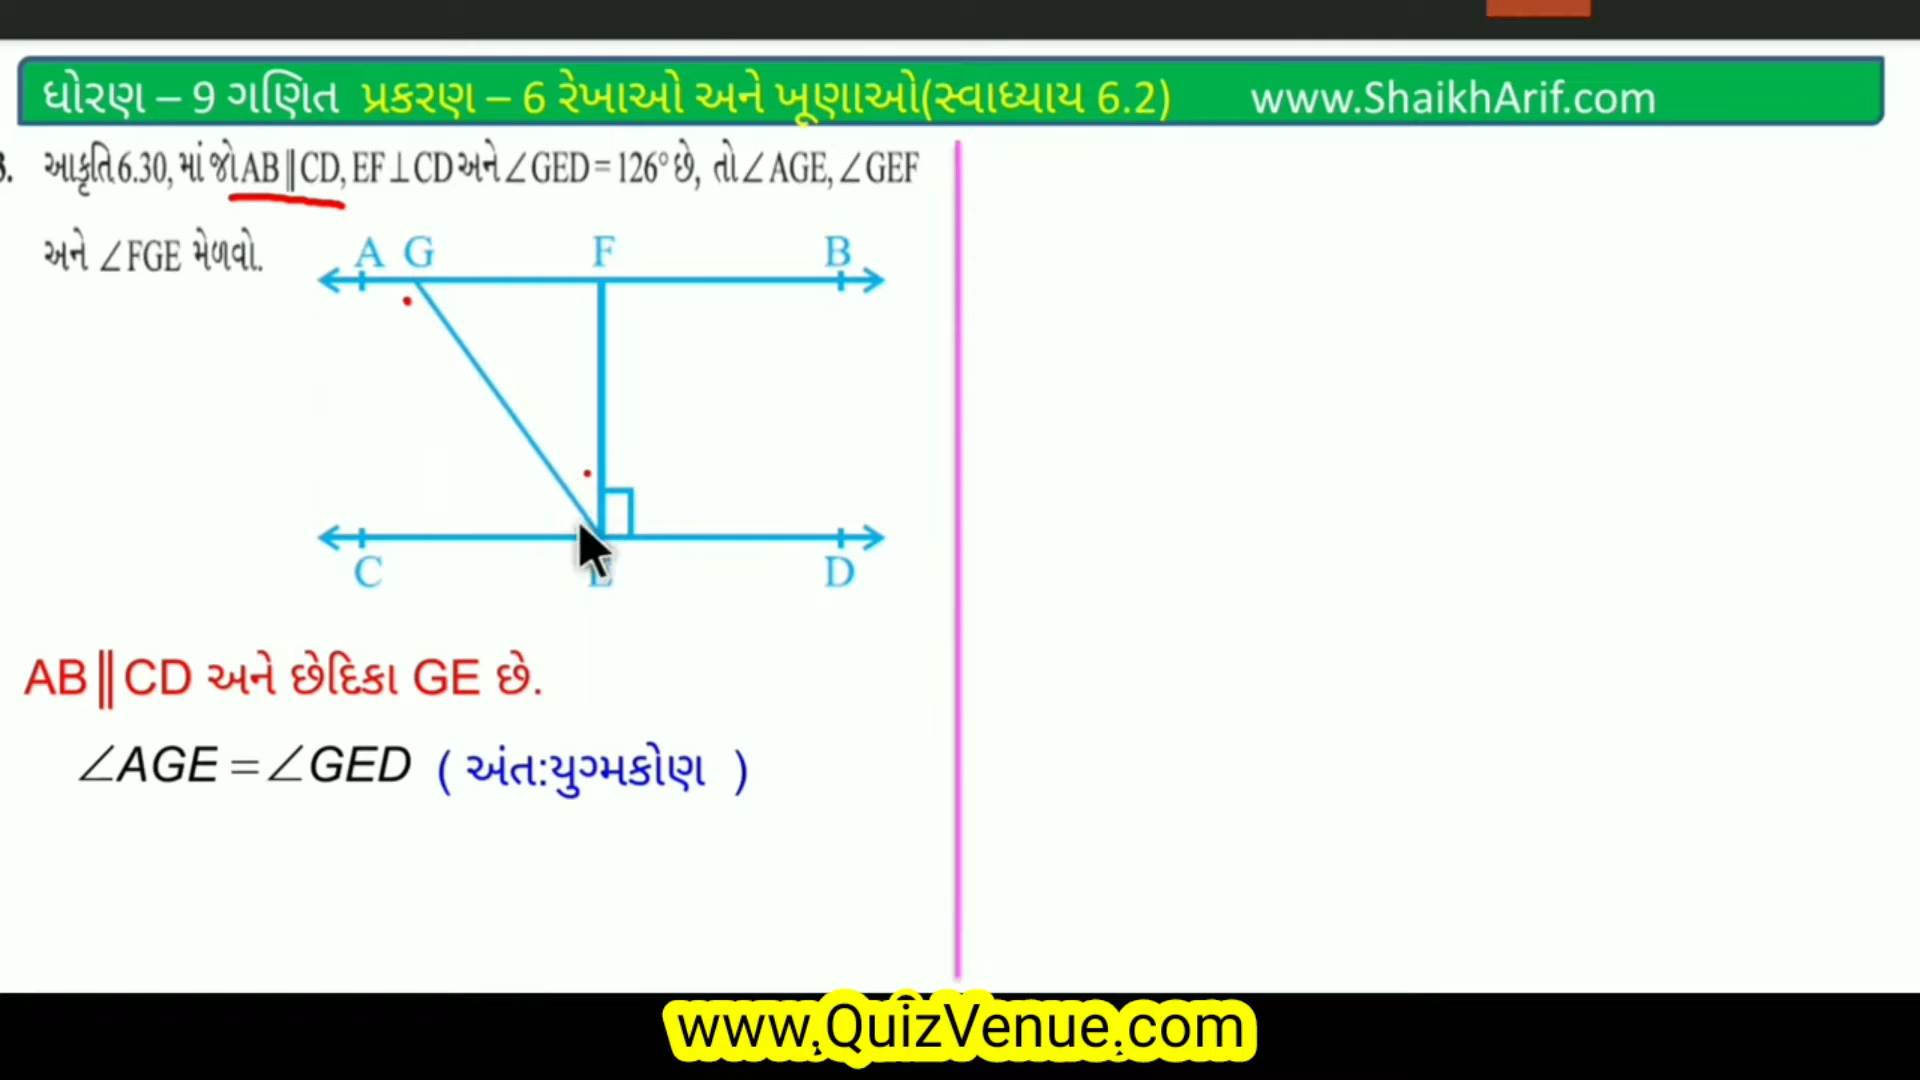 ધોરણ – 9 ગણિત પ્રકરણ – 6 રેખાઓ અને ખૂણાઓ(સ્વાધ્યાય 6.2) www.ShaikhArif.com
3. આકૃતિ 6.30, માં જો AB || CD, EF ⊥ CD અને ∠GED = 126° છે, તો ∠AGE, ∠GEF
અને ∠FGE મેળવો.
A G F B
C E D
AB || CD અને છેદિકા GE છે.
∠AGE = ∠GED ( અંત:યુગ્મકોણ )
www.QuizVenue.com